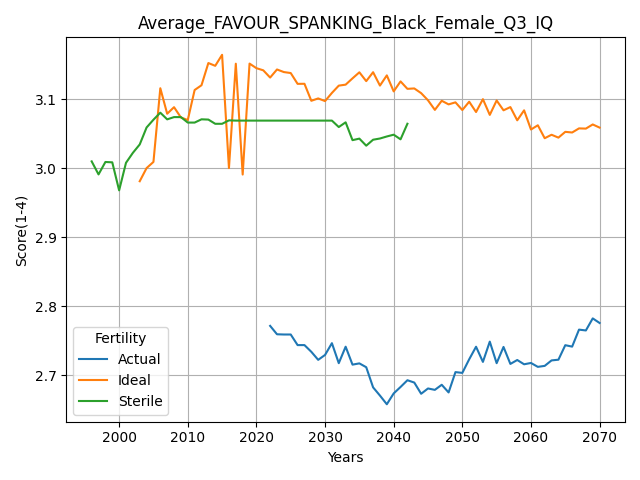 Average_FAVOUR_SPANKING_Black_Female_Q3_IQ
Score(1-4)
3.1
3.0
2.9
2.8
2.7
Fertility
Actual
Ideal
Sterile
2000 2010 2020 2030 2040 2050 2060 2070
Years